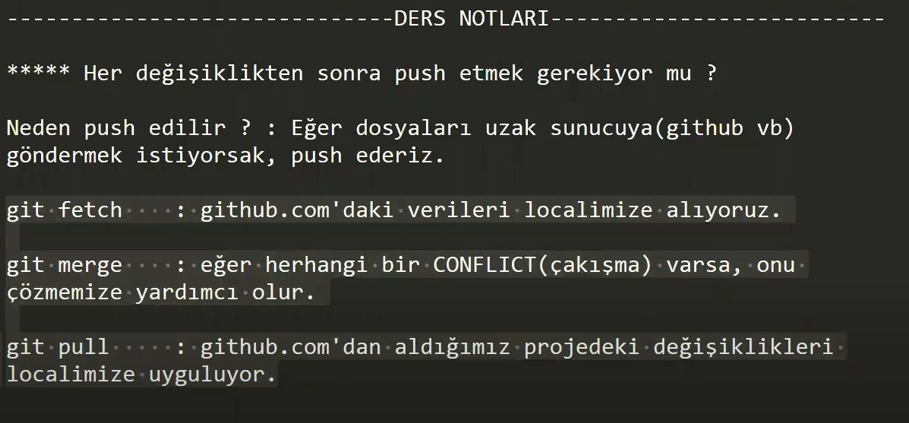 ------------------------------DERS NOTLARI--------------------------
***** Her değişiklikten sonra push etmek gerekiyor mu ?
Neden push edilir ? : Eğer dosyaları uzak sunucuya(github vb)
göndermek istiyorsak, push ederiz.
git fetch    : github.com'daki verileri localimize alıyoruz.
git merge    : eğer herhangi bir CONFLICT(çakışma) varsa, onu
çözmemize yardımcı olur.
git pull     : github.com'dan aldığımız projedeki değişiklikleri
localimize uyguluyor.